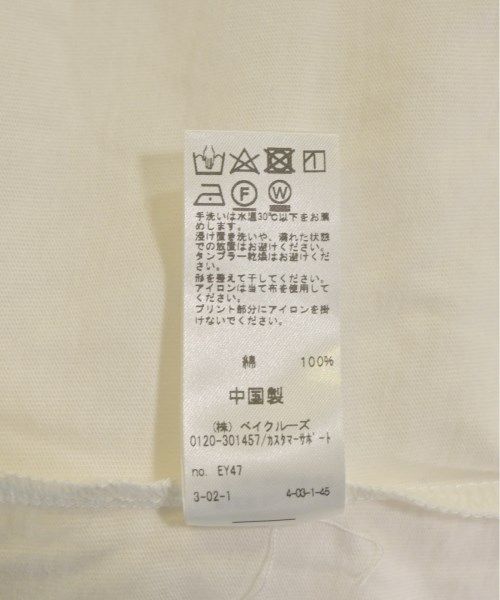 F W
手洗いは水温30℃以下をお薦
めします。
浸け置き洗いや、濡れた状態
での放置はお避けください。
タンブラー乾燥はお避けくださ
い。
形を整えて干してください。
アイロンは当て布を使用して
ください。
プリント部分にアイロンを掛
けないでください。
綿 100%
中国製
(株) ベイクルーズ
0120-301457/カスタマーサポート
no. EY47
3-02-1 4-03-1-45